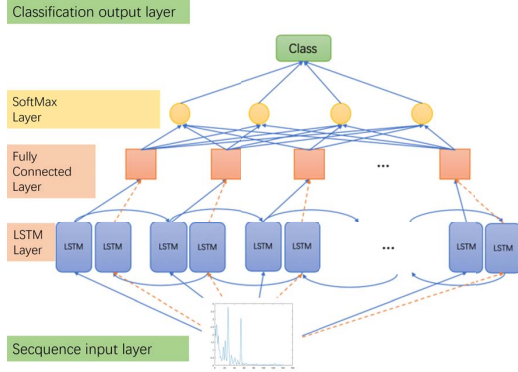 Classification output layer
Class
SoftMax
Layer
Fully
Connected
Layer
...
LSTM
Layer
LSTM LSTM LSTM LSTM LSTM LSTM ... LSTM LSTM
Secquence input layer